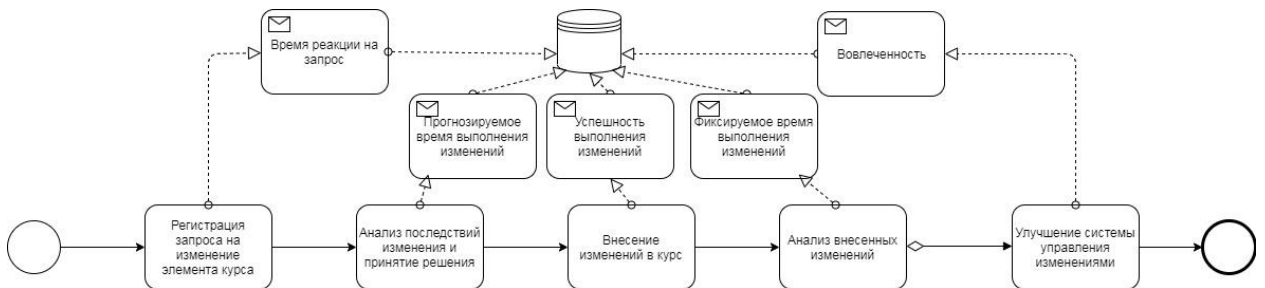 Время реакции на
запрос
Вовлеченность
Прогнозируемое
время выполнения
изменений
Успешность
выполнения
изменений
Фиксируемое время
выполнения
изменений
Регистрация
запроса на
изменение
элемента курса
Анализ последствий
изменения и
принятие решения
Внесение
изменений в курс
Анализ внесенных
изменений
Улучшение системы
управления
изменениями